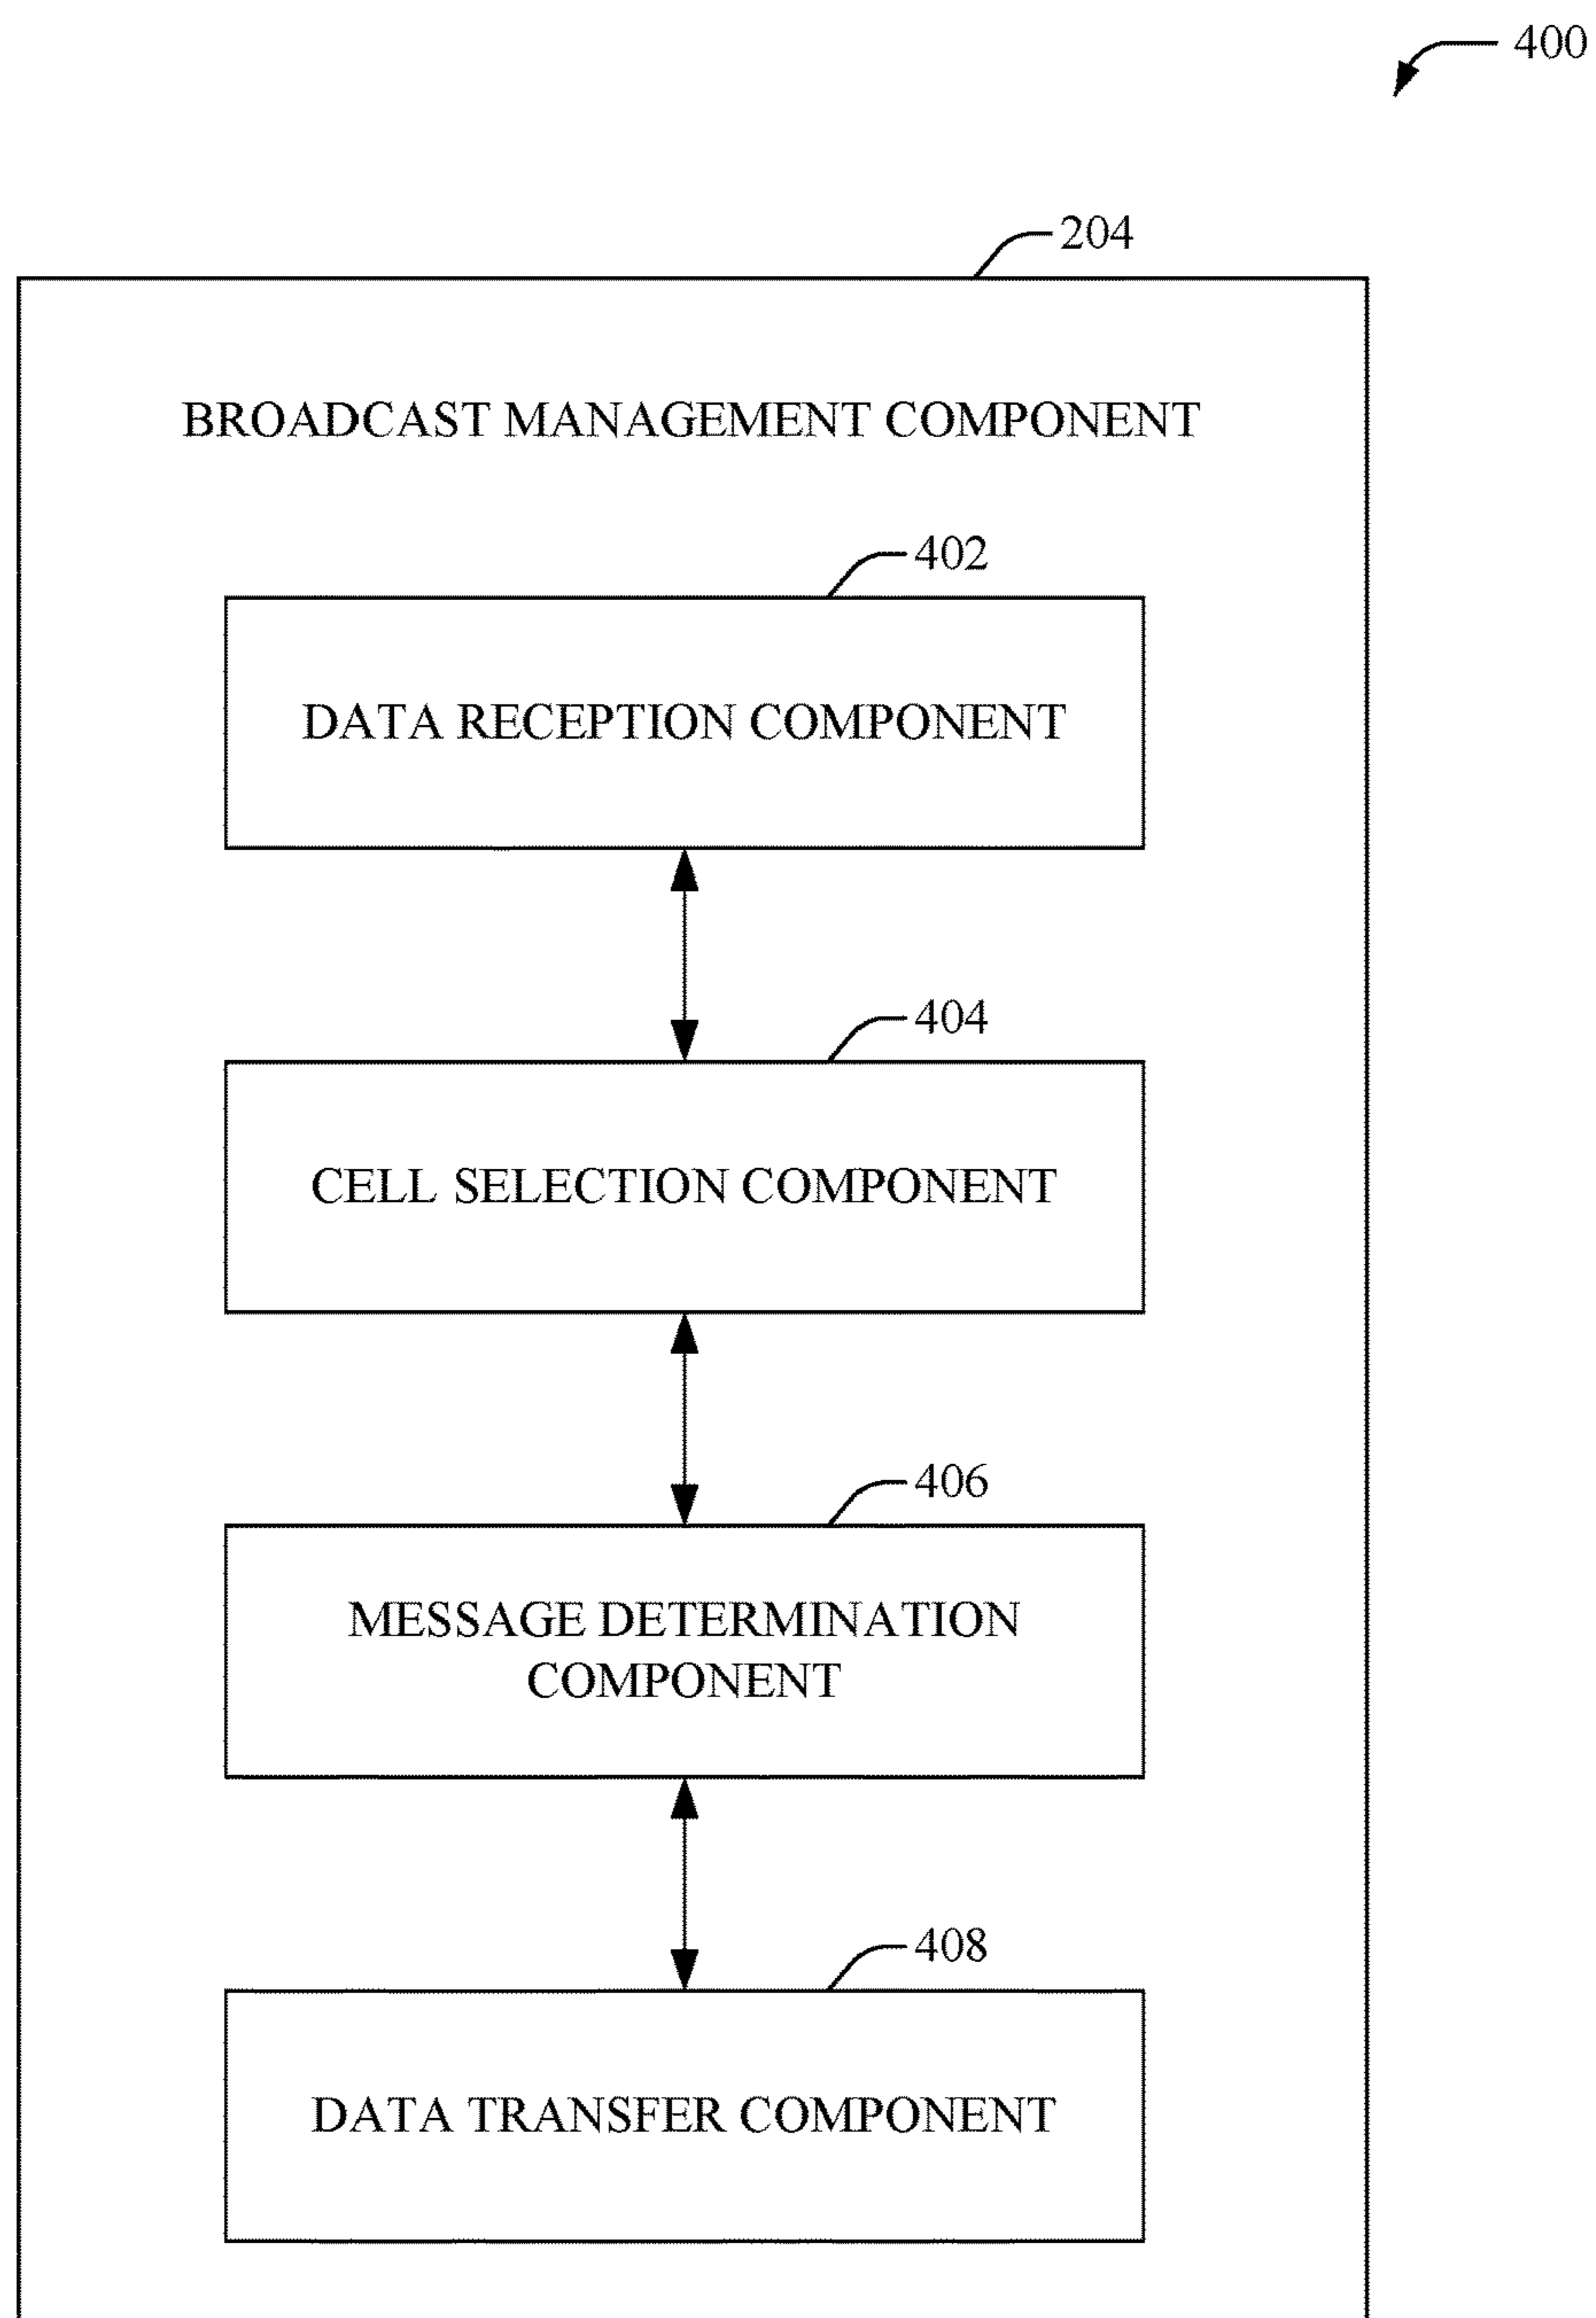 400
204
BROADCAST MANAGEMENT COMPONENT
402
DATA RECEPTION COMPONENT
404
CELL SELECTION COMPONENT
406
MESSAGE DETERMINATION
COMPONENT
408
DATA TRANSFER COMPONENT